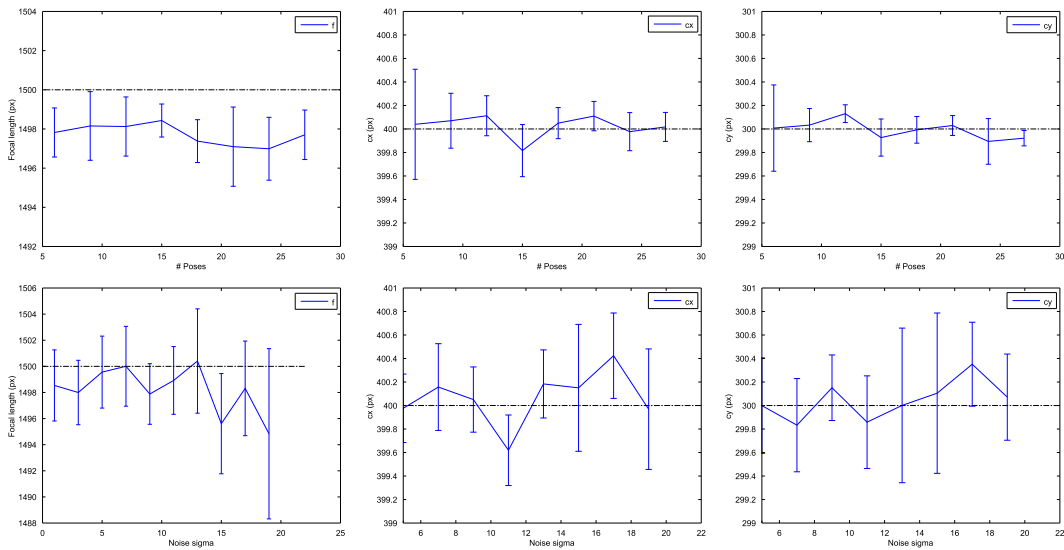 1504
1502
1500
1498
1496
1494
1492
0 5 10 15 20 25 30
Focal length (px)
# Poses
f
401
400.8
400.6
400.4
400.2
400
399.8
399.6
399.4
399.2
399
5 10 15 20 25 30
cx (px)
# Poses
cx
301
300.8
300.6
300.4
300.2
300
299.8
299.6
299.4
299.2
299
5 10 15 20 25 30
cy (px)
# Poses
cy
1506
1504
1502
1500
1498
1496
1494
1492
1490
1488
0 5 10 15 20 25
Focal length (px)
Noise sigma
f
401
400.8
400.6
400.4
400.2
400
399.8
399.6
399.4
399.2
399
6 8 10 12 14 16 18 20 22
cx (px)
Noise sigma
cx
301
300.8
300.6
300.4
300.2
300
299.8
299.6
299.4
299.2
299
6 8 10 12 14 16 18 20 22
cy (px)
Noise sigma
cy